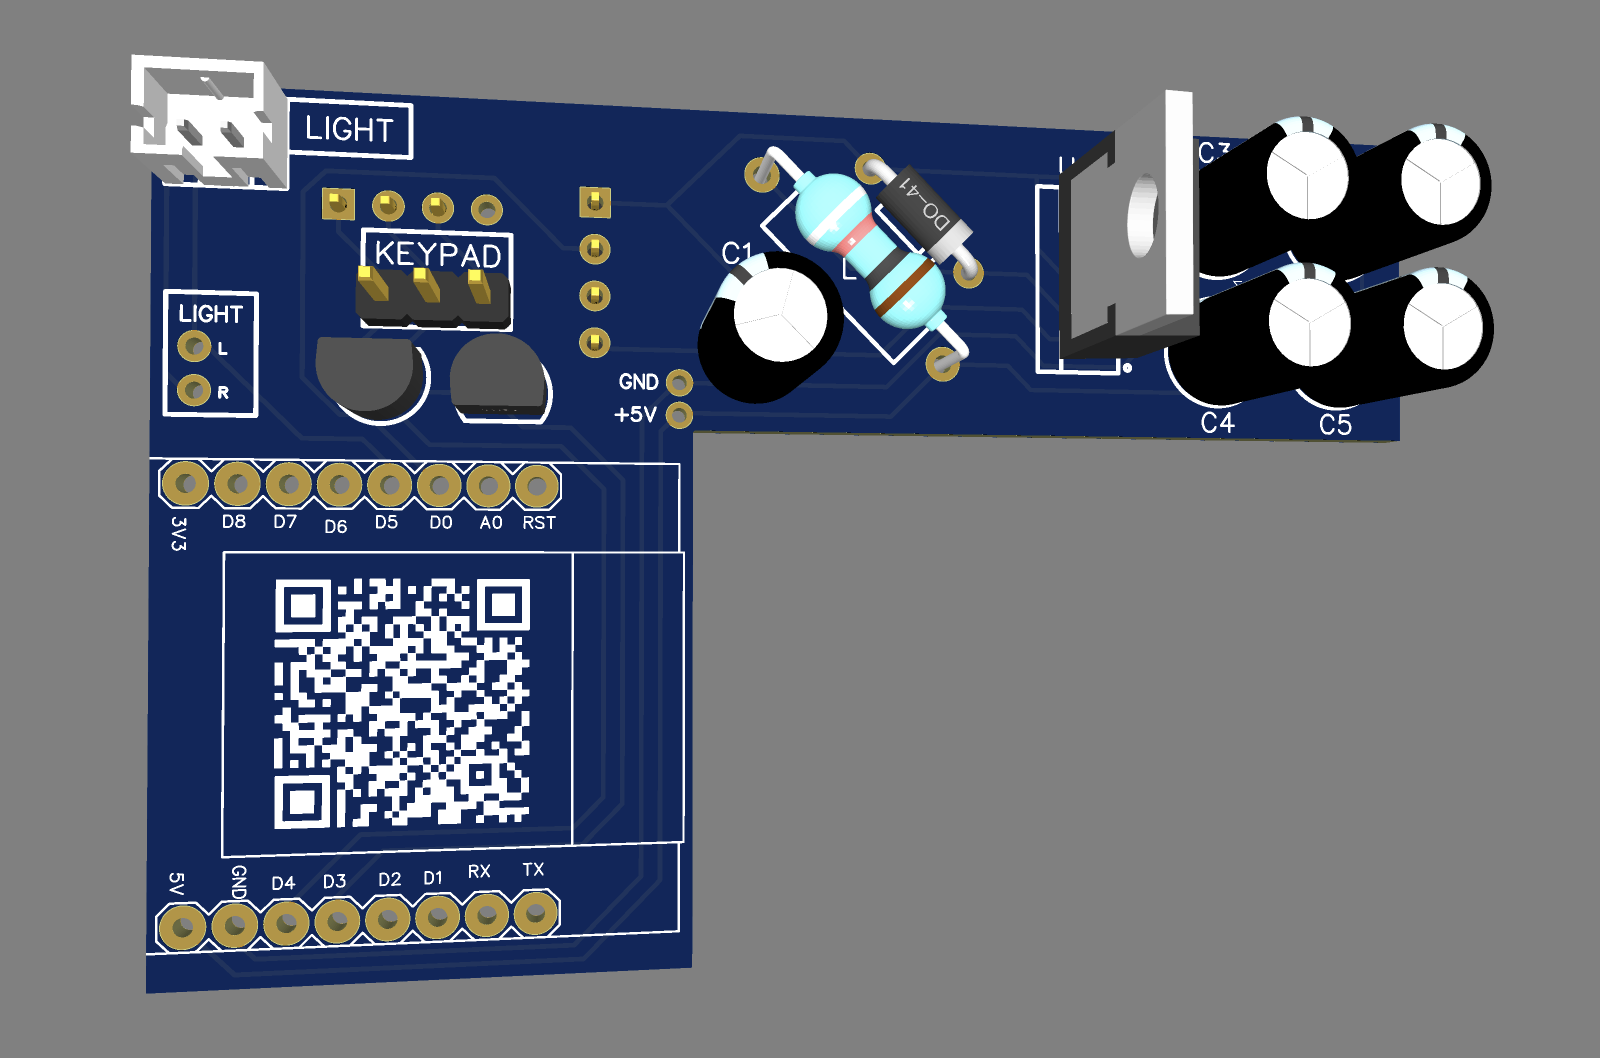 LIGHT
C3
KEYPAD
C1
DO-41
LIGHT
L
R
GND
+5V
C4
C5
3V3
D8
D7
D6
D5
D0
A0
RST
5V
GND
D4
D3
D2
D1
RX
TX